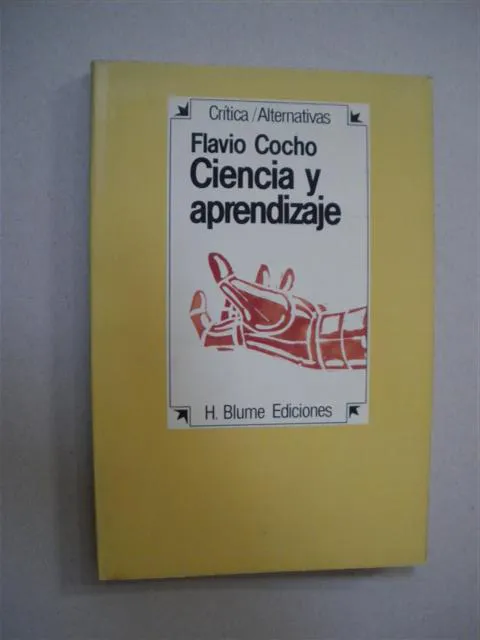 Crítica/Alternativas
Flavio Cocho
Ciencia y
aprendizaje
H. Blume Ediciones